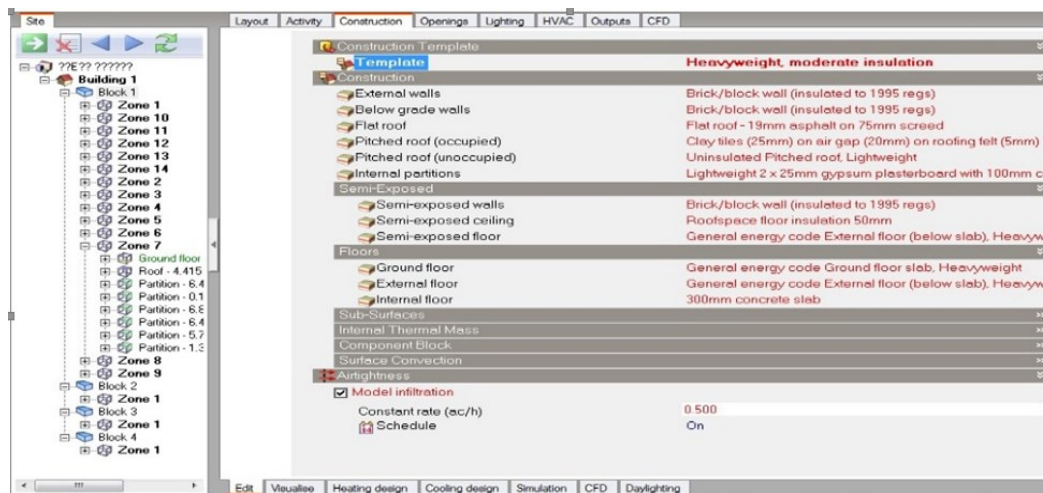 Site
Layout Activity Construction Openings Lighting HVAC Outputs CFD
??E?? ??????
Building 1
Block 1
Zone 1
Zone 10
Zone 11
Zone 12
Zone 13
Zone 14
Zone 2
Zone 3
Zone 4
Zone 5
Zone 6
Zone 7
Ground floor
Roof - 4.415
Partition - 6.4
Partition - 0.1
Partition - 6.8
Partition - 6.4
Partition - 5.7
Partition - 1.3
Zone 8
Zone 9
Block 2
Zone 1
Block 3
Zone 1
Block 4
Zone 1
Construction Template
Template Heavyweight, moderate insulation
Construction
External walls Brick/block wall (insulated to 1995 regs)
Below grade walls Brick/block wall (insulated to 1995 regs)
Flat roof Flat roof - 19mm asphalt on 75mm screed
Pitched roof (occupied) Clay tiles (25mm) on air gap (20mm) on roofing felt (5mm)
Pitched roof (unoccupied) Uninsulated Pitched roof, Lightweight
Internal partitions Lightweight 2 x 25mm gypsum plasterboard with 100mm c
Semi-Exposed
Semi-exposed walls Brick/block wall (insulated to 1995 regs)
Semi-exposed ceiling Roofspace floor insulation 50mm
Semi-exposed floor General energy code External floor (below slab), Heavyw
Floors
Ground floor General energy code Ground floor slab, Heavyweight
External floor General energy code External floor (below slab), Heavyw
Internal floor 300mm concrete slab
Sub-Surfaces
Internal Thermal Mass
Component Block
Surface Convection
Airtightness
Model infiltration
Constant rate (ac/h) 0.500
Schedule On
Edit Visualise Heating design Cooling design Simulation CFD Daylighting